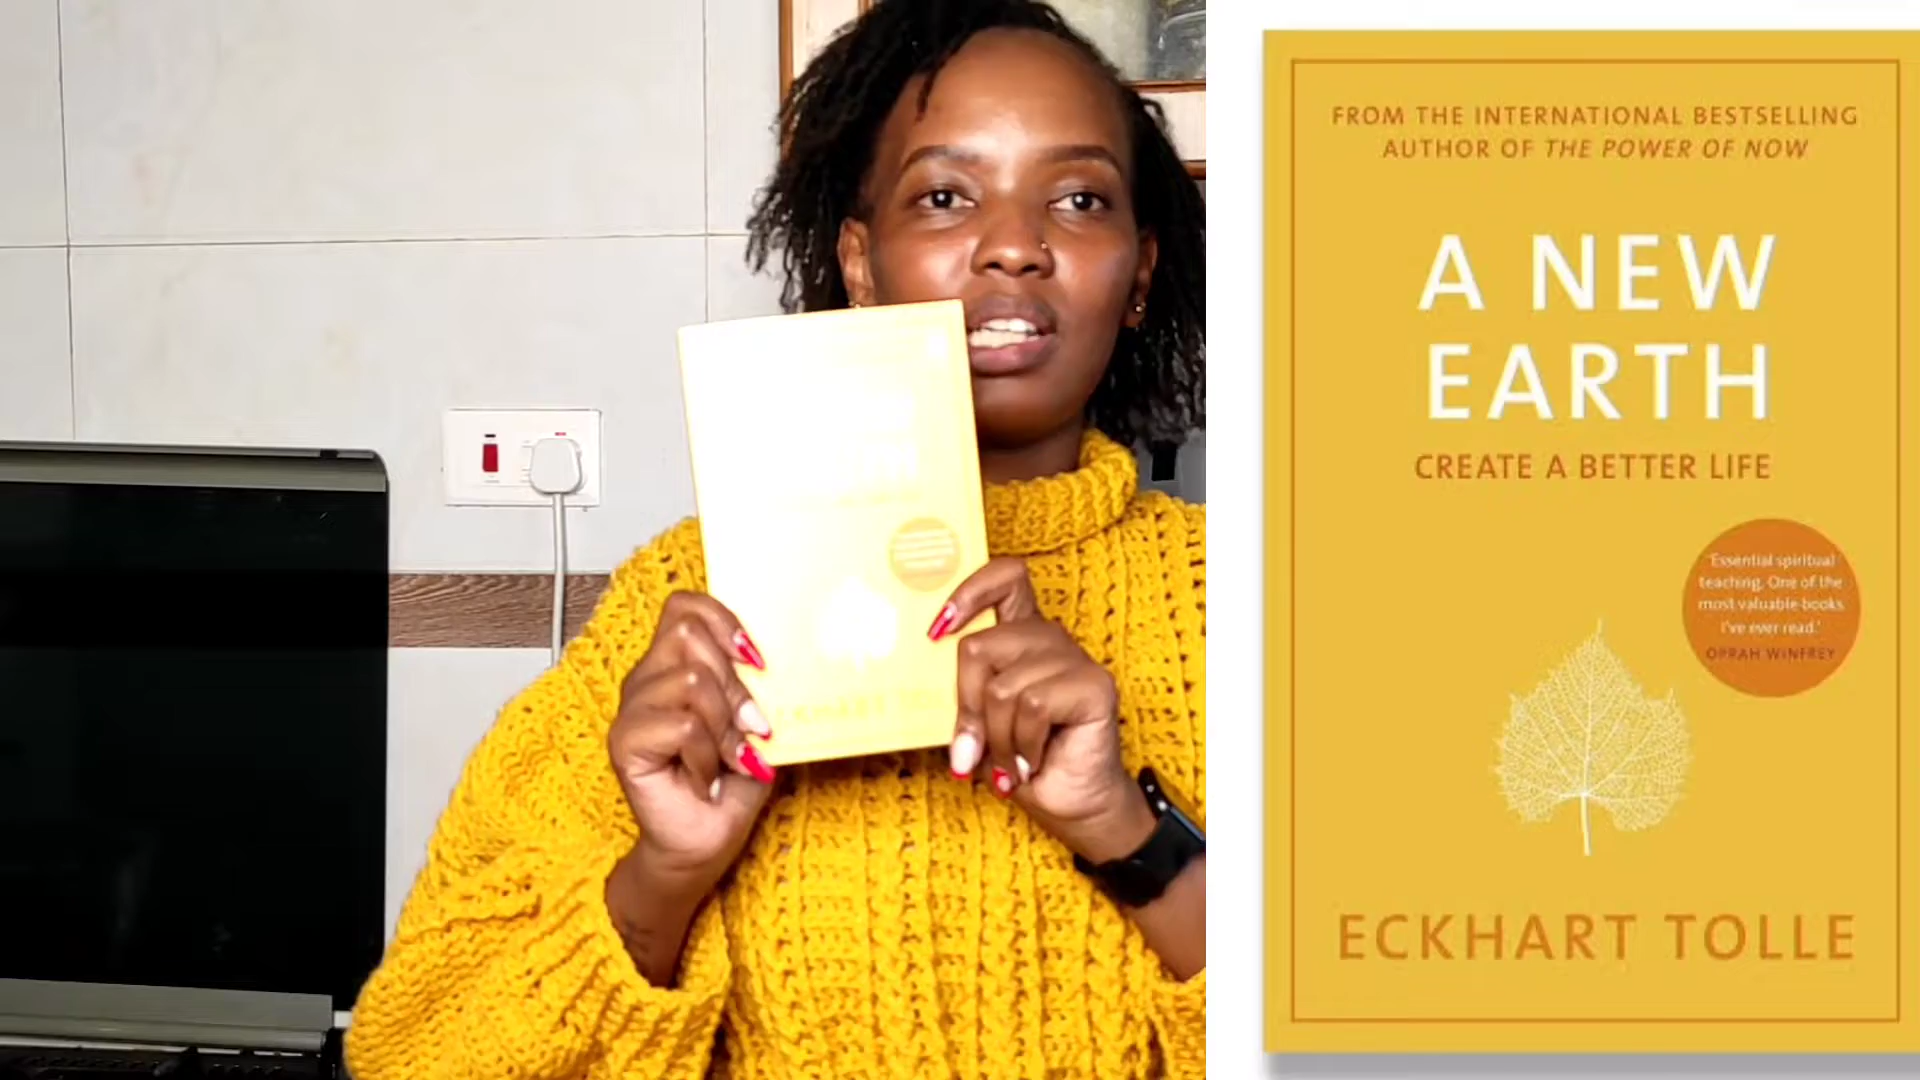 FROM THE INTERNATIONAL BESTSELLING
AUTHOR OF THE POWER OF NOW
A NEW
EARTH
CREATE A BETTER LIFE
'Essential spiritual
teaching. One of the
most valuable books
I've ever read.'
OPRAH WINFREY
ECKHART TOLLE